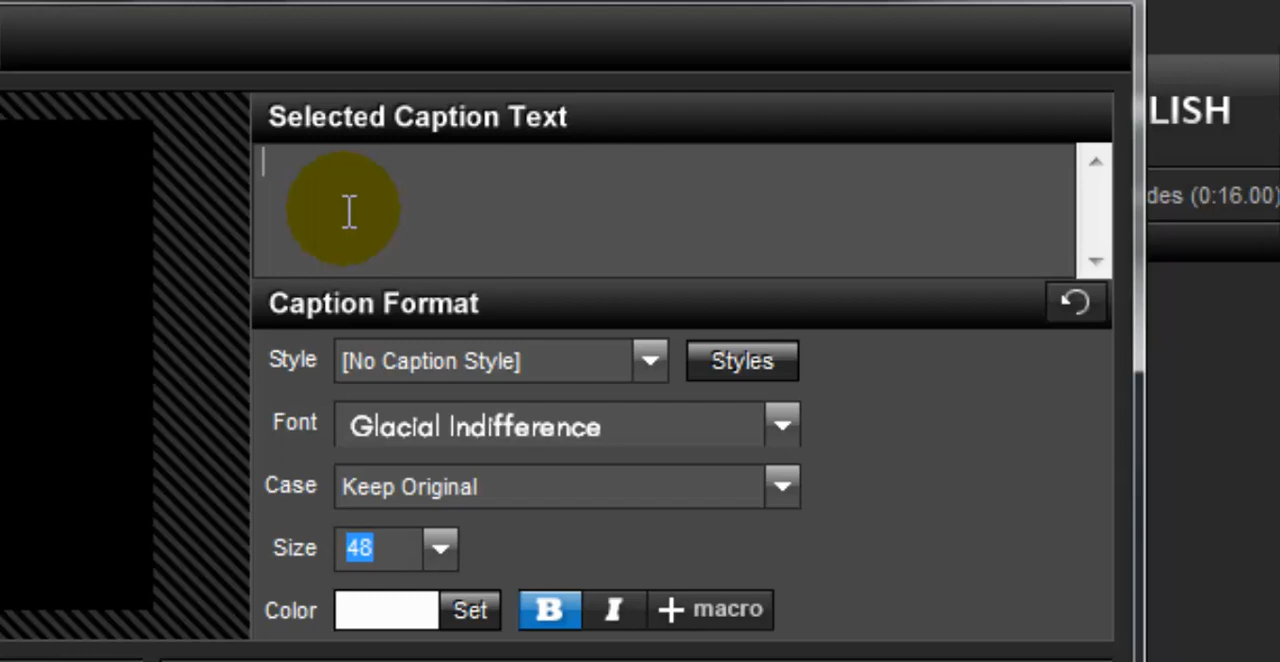 Selected Caption Text
LISH
des (0:16.00)
Caption Format
Style [No Caption Style] Styles
Font Glacial Indifference
Case Keep Original
Size 48
Color Set B I + macro